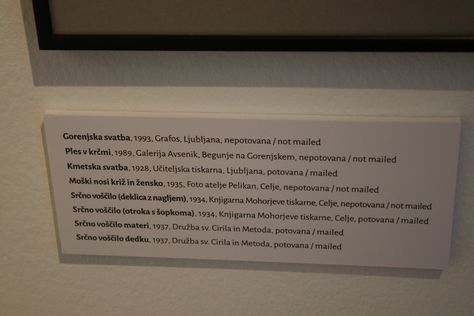 Gorenjska svatba, 1993, Grafos, Ljubljana, nepotovana / not mailed
Ples v krčmi, 1989, Galerija Avsenik, Begunje na Gorenjskem, nepotovana / not mailed
Kmetska svatba, 1928, Učiteljska tiskarna, Ljubljana, potovana / mailed
Moški nosi križ in žensko, 1935, Foto atelje Pelikan, Celje, nepotovana / not mailed
Srčno voščilo (deklica z nagljem), 1934, Knjigarna Mohorjeve tiskarne, Celje, nepotovana / not mailed
Srčno voščilo (otroka s šopkoma), 1934, Knjigarna Mohorjeve tiskarne, Celje, potovana / mailed
Srčno voščilo materi, 1937, Družba sv. Cirila in Metoda, potovana / mailed
Srčno voščilo dedku, 1937, Družba sv. Cirila in Metoda, potovana / mailed